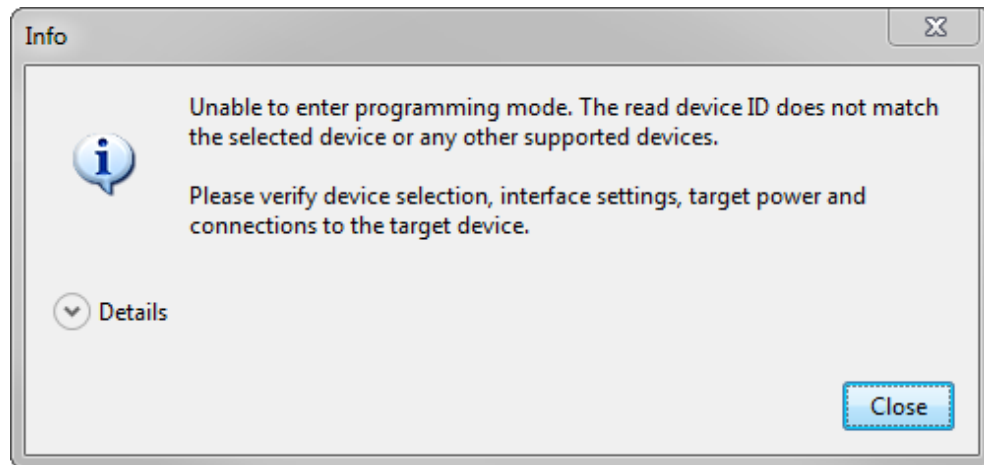 Info
Unable to enter programming mode. The read device ID does not match
the selected device or any other supported devices.
Please verify device selection, interface settings, target power and
connections to the target device.
Details
Close